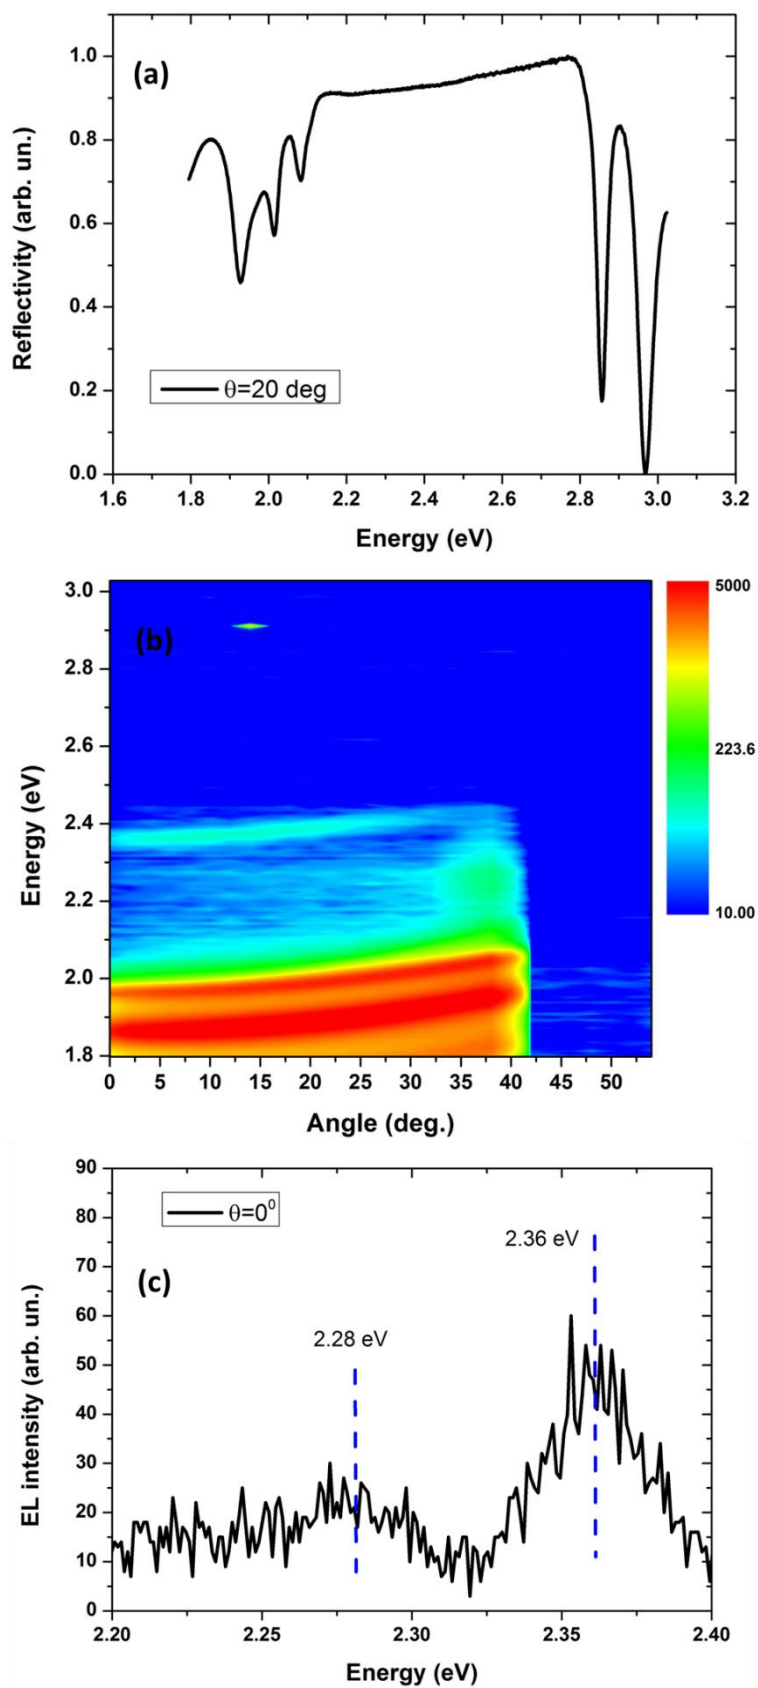 (a)
1.0
0.8
0.6
0.4
0.2
0.0
Reflectivity (arb. un.)
θ=20 deg
1.6 1.8 2.0 2.2 2.4 2.6 2.8 3.0 3.2
Energy (eV)
(b)
3.0
2.8
2.6
2.4
2.2
2.0
1.8
Energy (eV)
5000
223.6
10.00
0 5 10 15 20 25 30 35 40 45 50
Angle (deg.)
90
80
70
60
50
40
30
20
10
0
EL intensity (arb. un.)
θ=0⁰
2.36 eV
(c)
2.28 eV
2.20 2.25 2.30 2.35 2.40
Energy (eV)